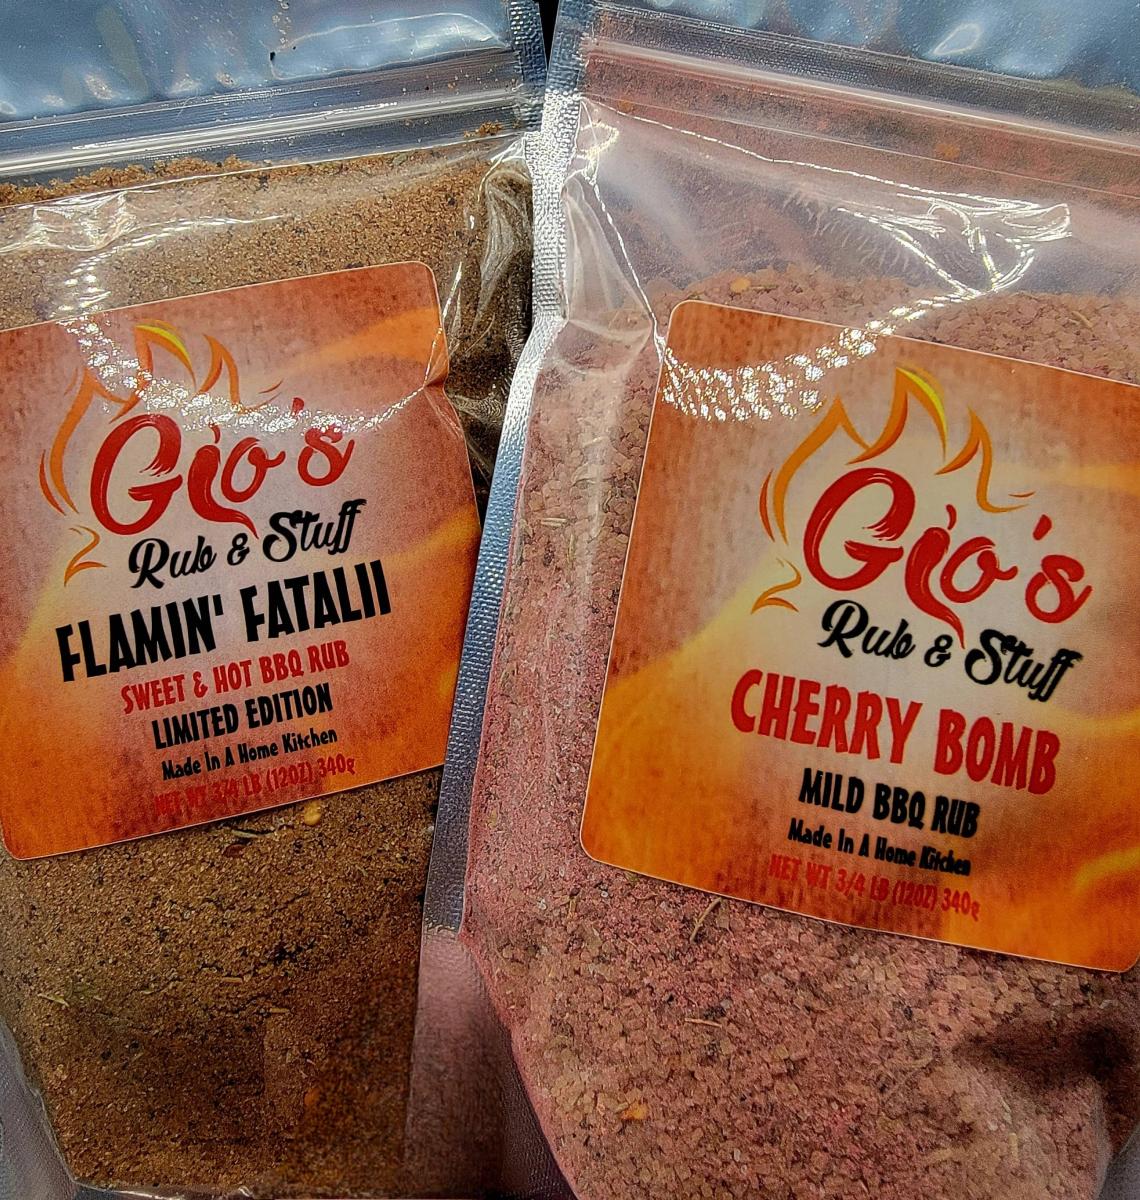 Gio's
Rub & Stuff
FLAMIN' FATALII
SWEET & HOT BBQ RUB
LIMITED EDITION
Made In A Home Kitchen
NET WT 3/4 LB (12OZ) 340g
Gio's
Rub & Stuff
CHERRY BOMB
MILD BBQ RUB
Made In A Home Kitchen
NET WT 3/4 LB (12OZ) 340g